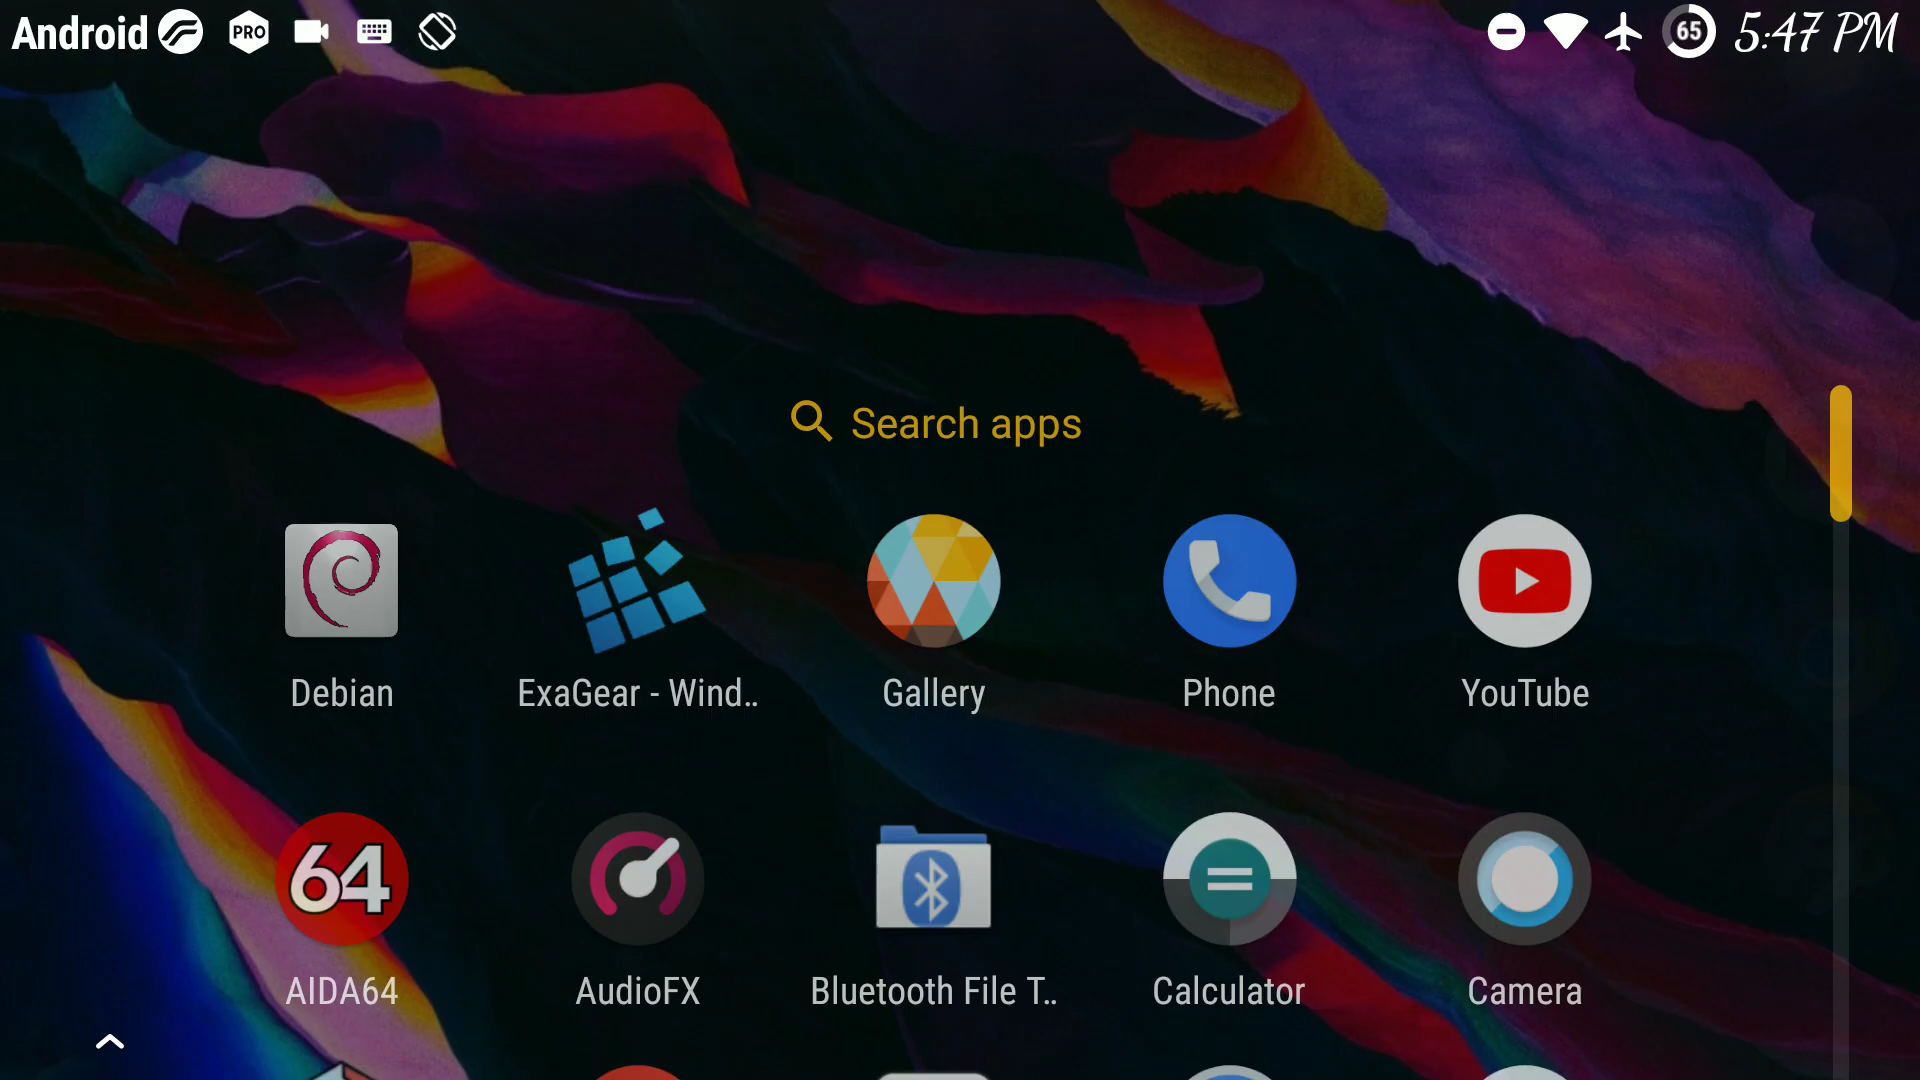 Android PRO 65 5:47 PM
Search apps
Debian ExaGear - Wind.. Gallery Phone YouTube
64
AIDA64 AudioFX Bluetooth File T.. Calculator Camera